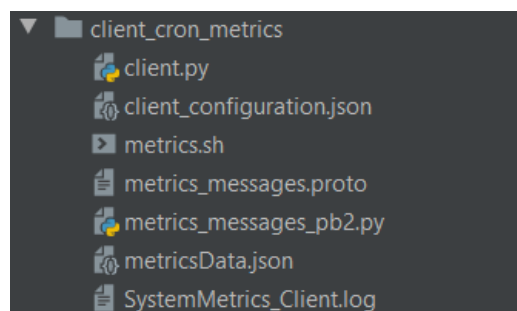 client_cron_metrics
client.py
client_configuration.json
metrics.sh
metrics_messages.proto
metrics_messages_pb2.py
metricsData.json
SystemMetrics_Client.log